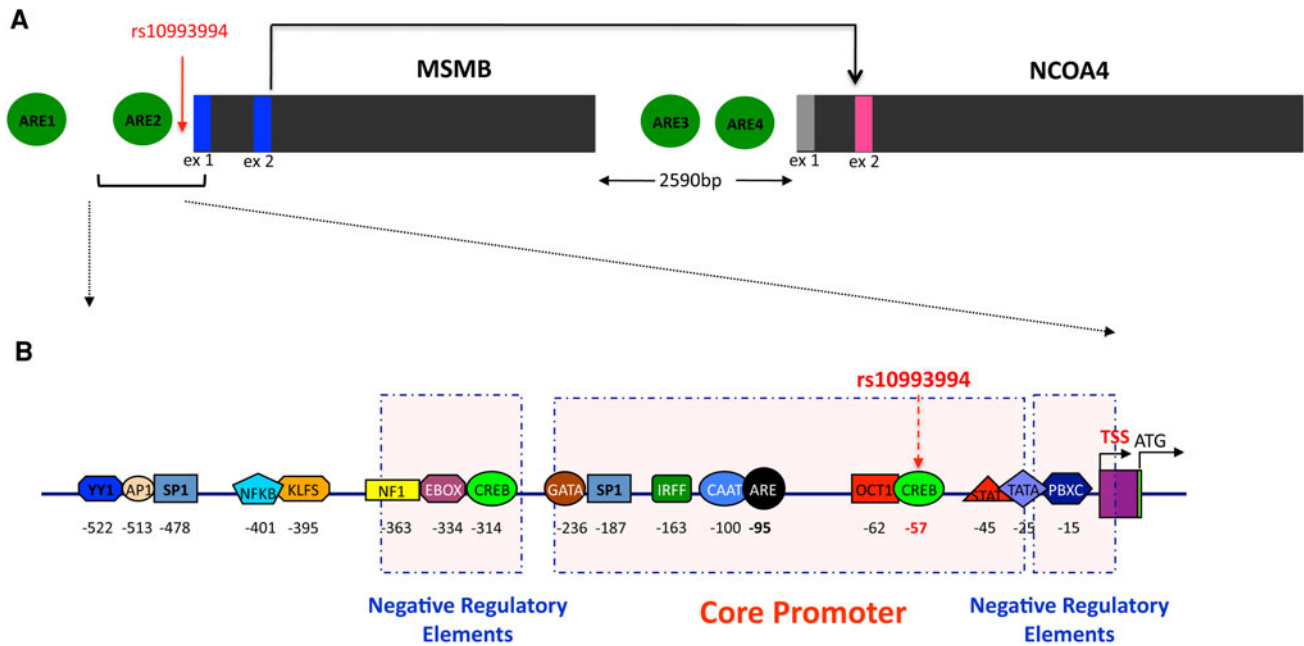 A
rs10993994
MSMB
NCOA4
ARE1
ARE2
ARE3
ARE4
ex 1
ex 2
2590bp
ex 1
ex 2
B
rs10993994
TSS
ATG
YY1
AP1
SP1
NFKB
KLFS
NF1
EBOX
CREB
GATA
SP1
IRFF
CAAT
ARE
OCT1
CREB
STAT
TATA
PBXC
-522
-513
-478
-401
-395
-363
-334
-314
-236
-187
-163
-100
-95
-62
-57
-45
-25
-15
Negative Regulatory
Elements
Core Promoter
Negative Regulatory
Elements